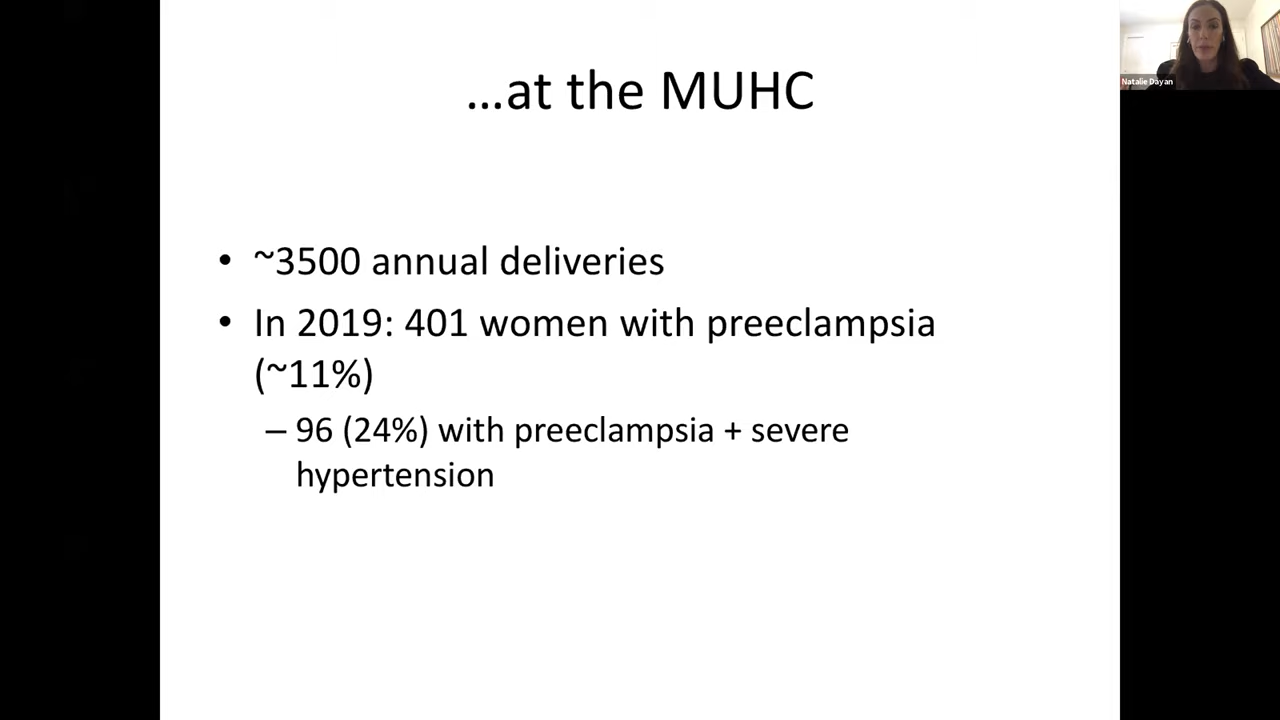 ...at the MUHC
Natalie Dayan
• ~3500 annual deliveries
• In 2019: 401 women with preeclampsia
(~11%)
– 96 (24%) with preeclampsia + severe
hypertension